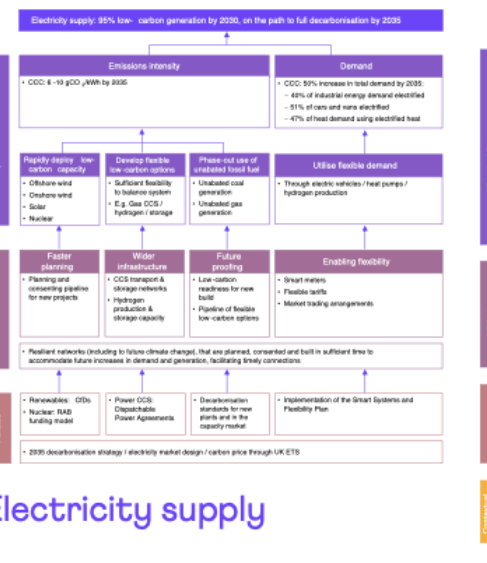 Electricity supply: 95% low- carbon generation by 2030, on the path to full decarbonisation by 2035
Emissions intensity
• CCC: 6 -10 gCO2/kWh by 2035
Demand
• CCC: 50% increase in total demand by 2035:
– 40% of industrial energy demand electrified
– 51% of cars and vans electrified
– 47% of heat demand using electrified heat
Rapidly deploy low-
carbon capacity
• Offshore wind
• Onshore wind
• Solar
• Nuclear
Develop flexible
low-carbon options
• Sufficient flexibility
to balance system
• E.g. Gas CCS /
hydrogen / storage
Phase-out use of
unabated fossil fuel
• Unabated coal
generation
• Unabated gas
generation
Utilise flexible demand
• Through electric vehicles / heat pumps /
hydrogen production
Faster
planning
• Planning and
consenting pipeline
for new projects
Wider
infrastructure
• CCS transport &
storage networks
• Hydrogen
production &
storage capacity
Future
proofing
• Low-carbon
readiness for new
build
• Pipeline of flexible
low-carbon options
Enabling flexibility
• Smart meters
• Flexible tariffs
• Market trading arrangements
• Resilient networks (including to future climate change), that are planned, consented and built in sufficient time to
accommodate future increases in demand and generation, facilitating timely connections
• Renewables: CfDs
• Nuclear: RAB
funding model
• Power CCS:
Dispatchable
Power Agreements
• Decarbonisation
standards for new
plants and in the
capacity market
• Implementation of the Smart Systems and
Flexibility Plan
• 2035 decarbonisation strategy / electricity market design / carbon price through UK ETS
Electricity supply